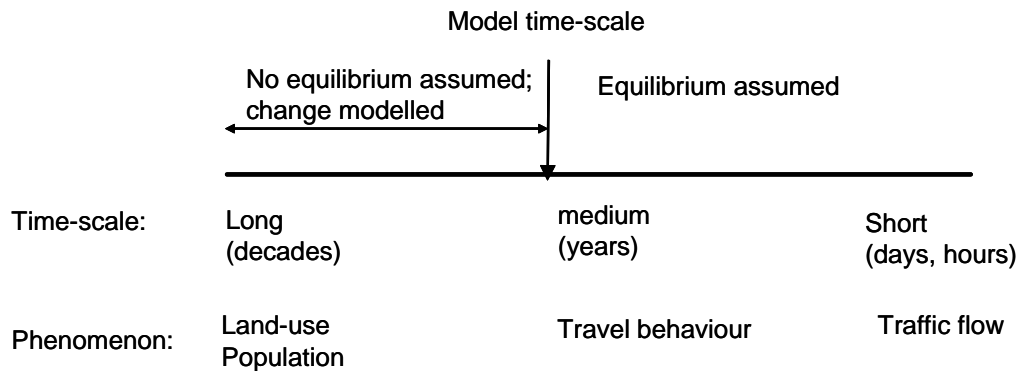 Model time-scale
No equilibrium assumed;
change modelled
Equilibrium assumed
Time-scale:
Long
(decades)
medium
(years)
Short
(days, hours)
Phenomenon:
Land-use
Population
Travel behaviour
Traffic flow